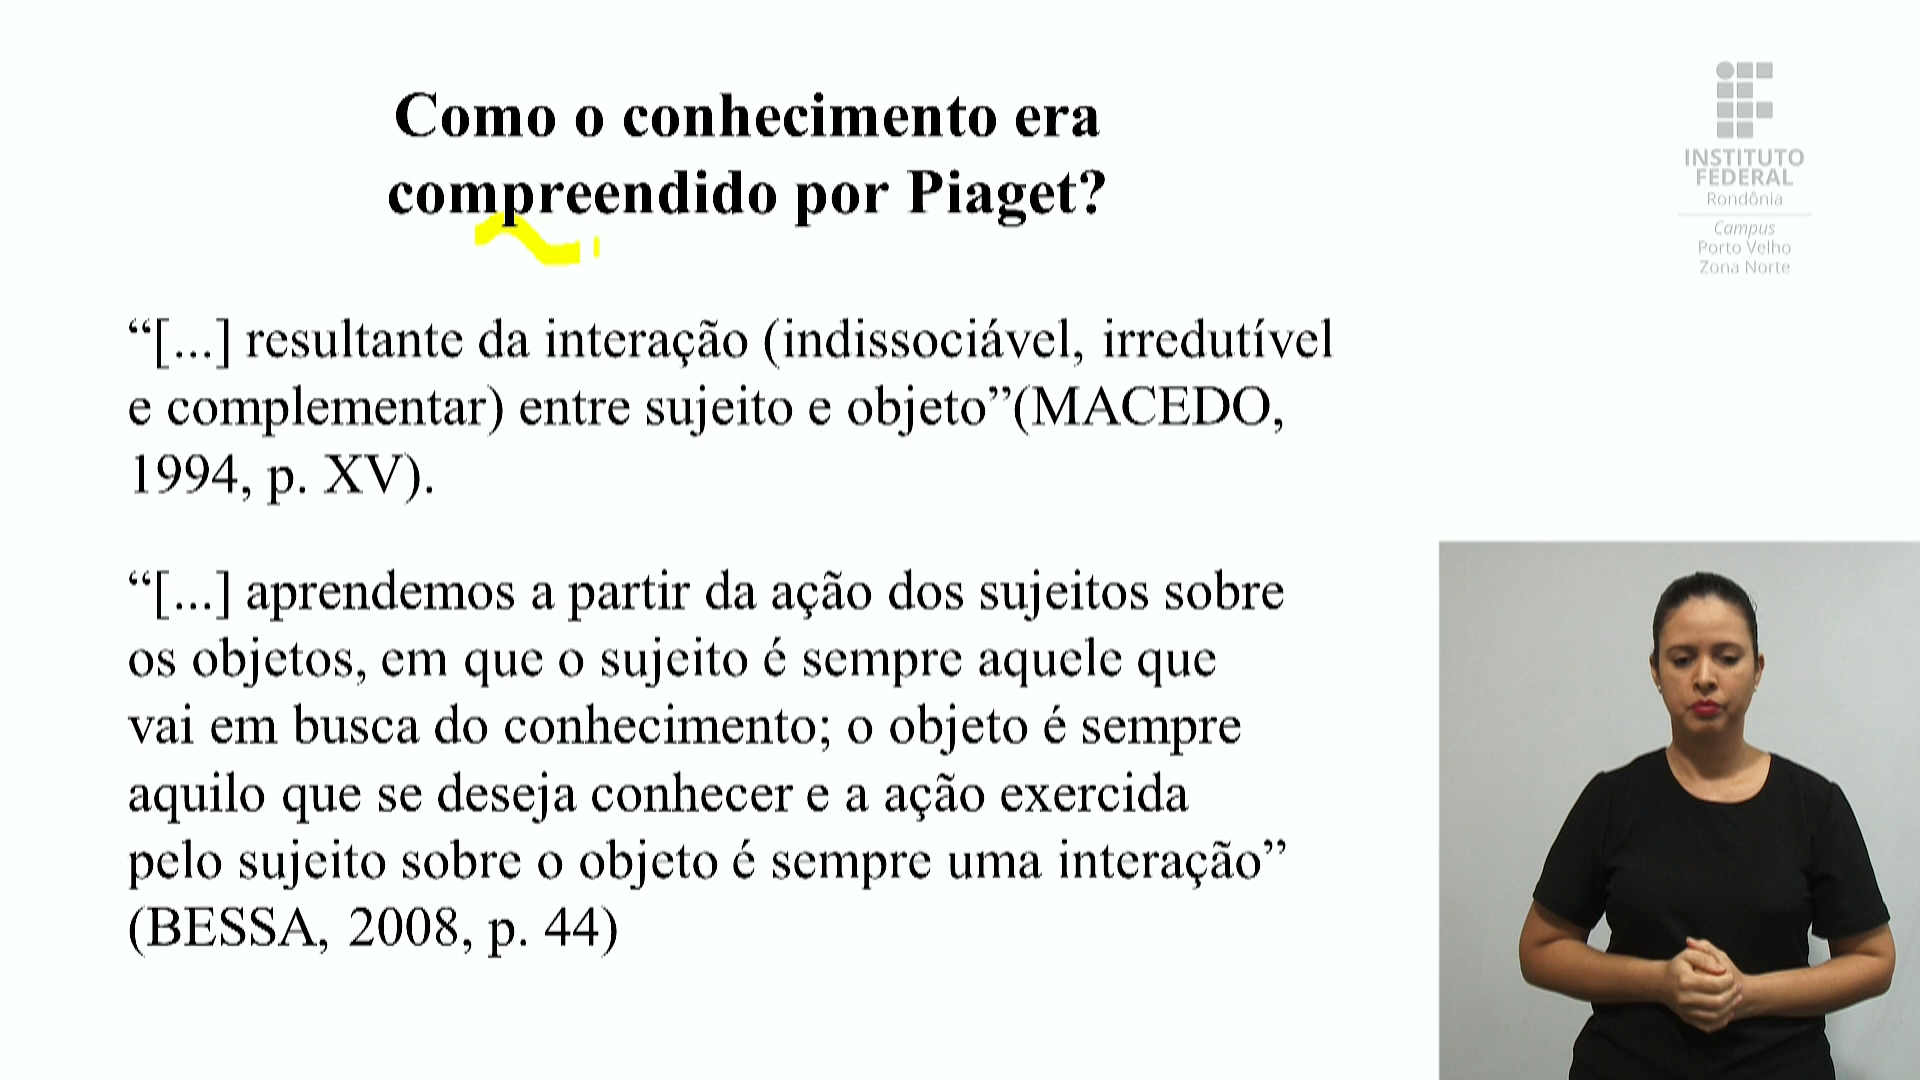 Como o conhecimento era
compreendido por Piaget?
INSTITUTO
FEDERAL
Rondônia
Campus
Porto Velho
Zona Norte
“[...] resultante da interação (indissociável, irredutível
e complementar) entre sujeito e objeto”(MACEDO,
1994, p. XV).
“[...] aprendemos a partir da ação dos sujeitos sobre
os objetos, em que o sujeito é sempre aquele que
vai em busca do conhecimento; o objeto é sempre
aquilo que se deseja conhecer e a ação exercida
pelo sujeito sobre o objeto é sempre uma interação”
(BESSA, 2008, p. 44)